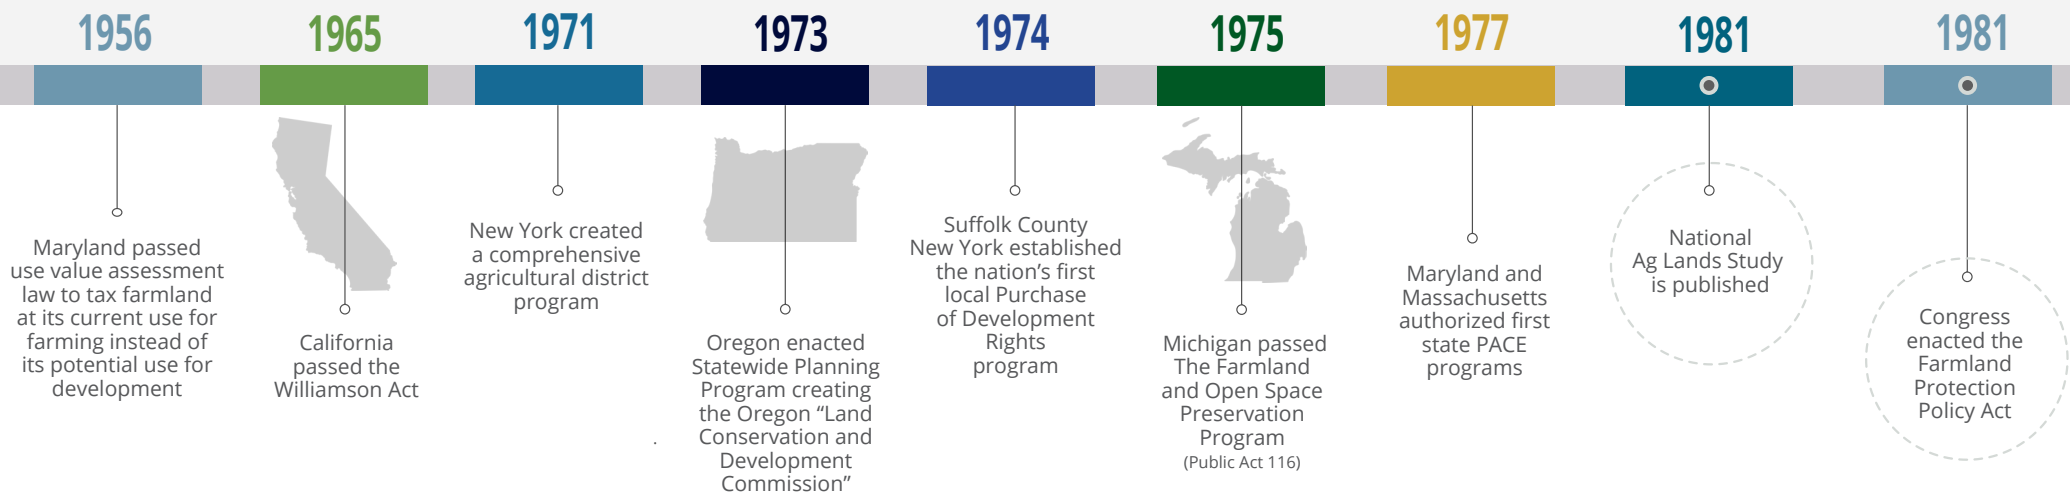 1956
Maryland passed
use value assessment
law to tax farmland
at its current use for
farming instead of
its potential use for
development
1965
California
passed the
Williamson Act
1971
New York created
a comprehensive
agricultural district
program
1973
Oregon enacted
Statewide Planning
Program creating
the Oregon “Land
Conservation and
Development
Commission”
.
1974
Suffolk County
New York established
the nation’s first
local Purchase
of Development
Rights
program
1975
Michigan passed
The Farmland
and Open Space
Preservation
Program
(Public Act 116)
1977
Maryland and
Massachusetts
authorized first
state PACE
programs
1981
National
Ag Lands Study
is published
1981
Congress
enacted the
Farmland
Protection
Policy Act